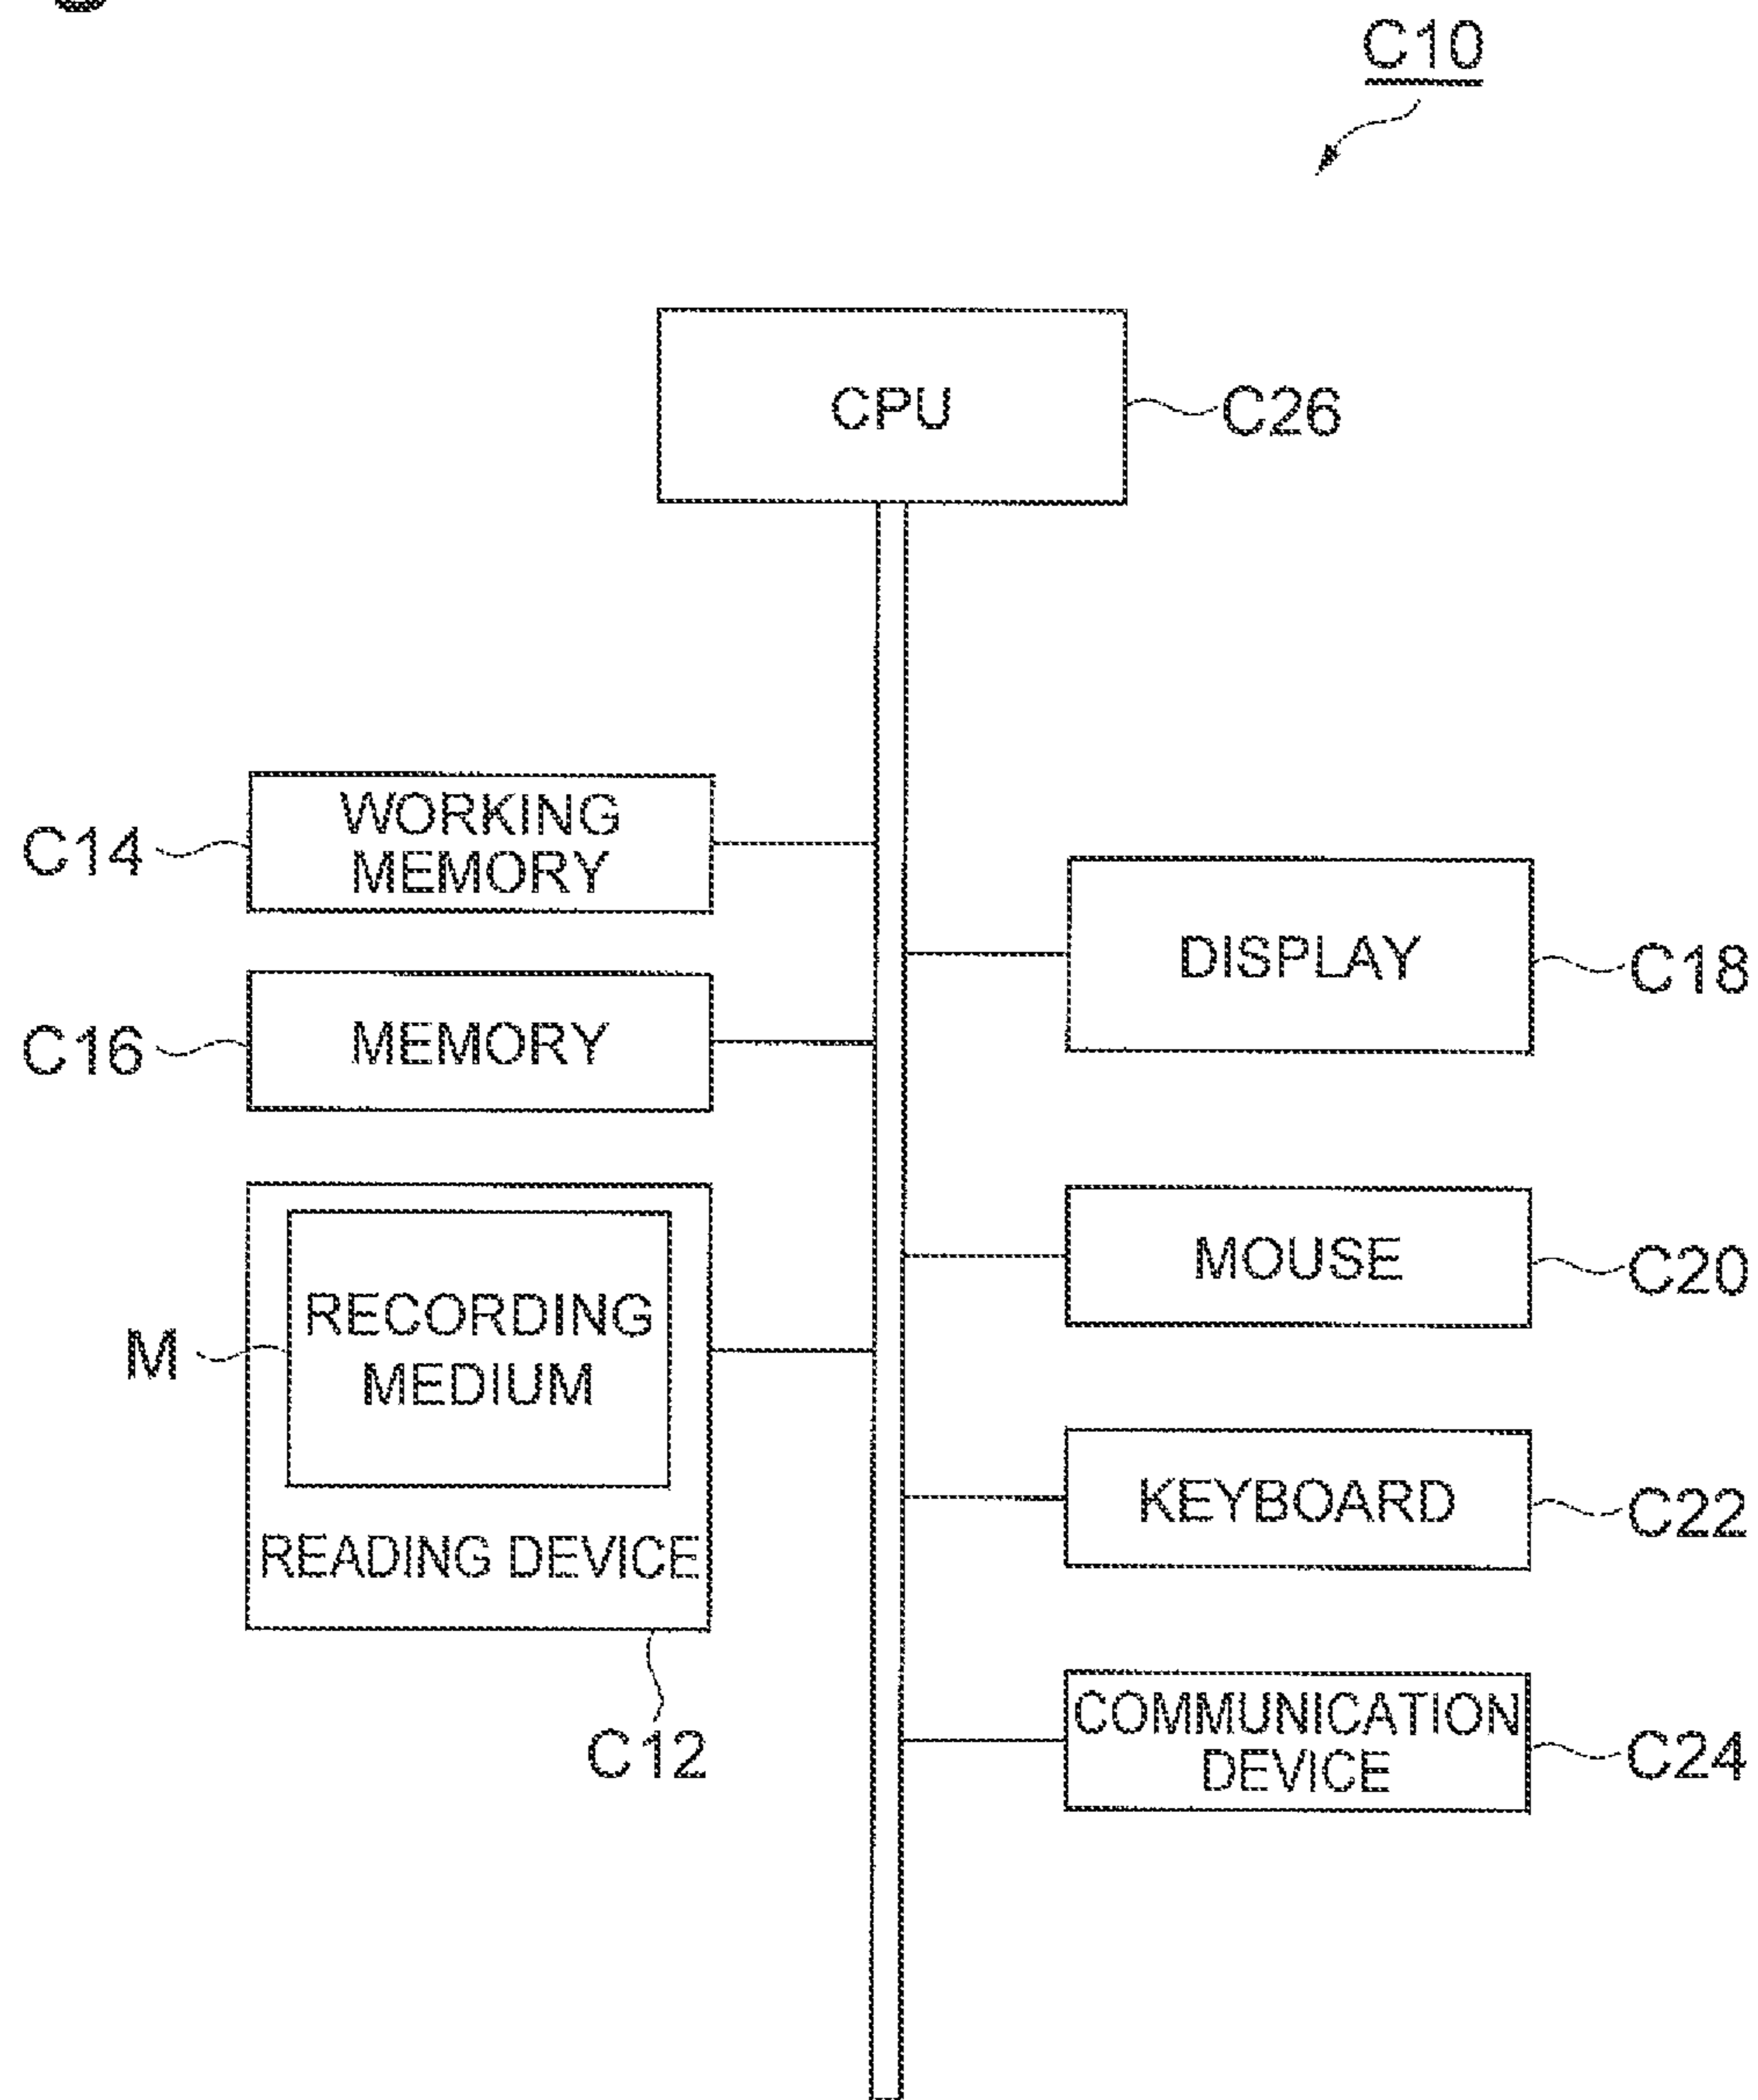 C10
CPU
C26
WORKING
MEMORY
C14
DISPLAY
C18
MEMORY
C16
MOUSE
C20
RECORDING
MEDIUM
M
READING DEVICE
C12
KEYBOARD
C22
COMMUNICATION
DEVICE
C24